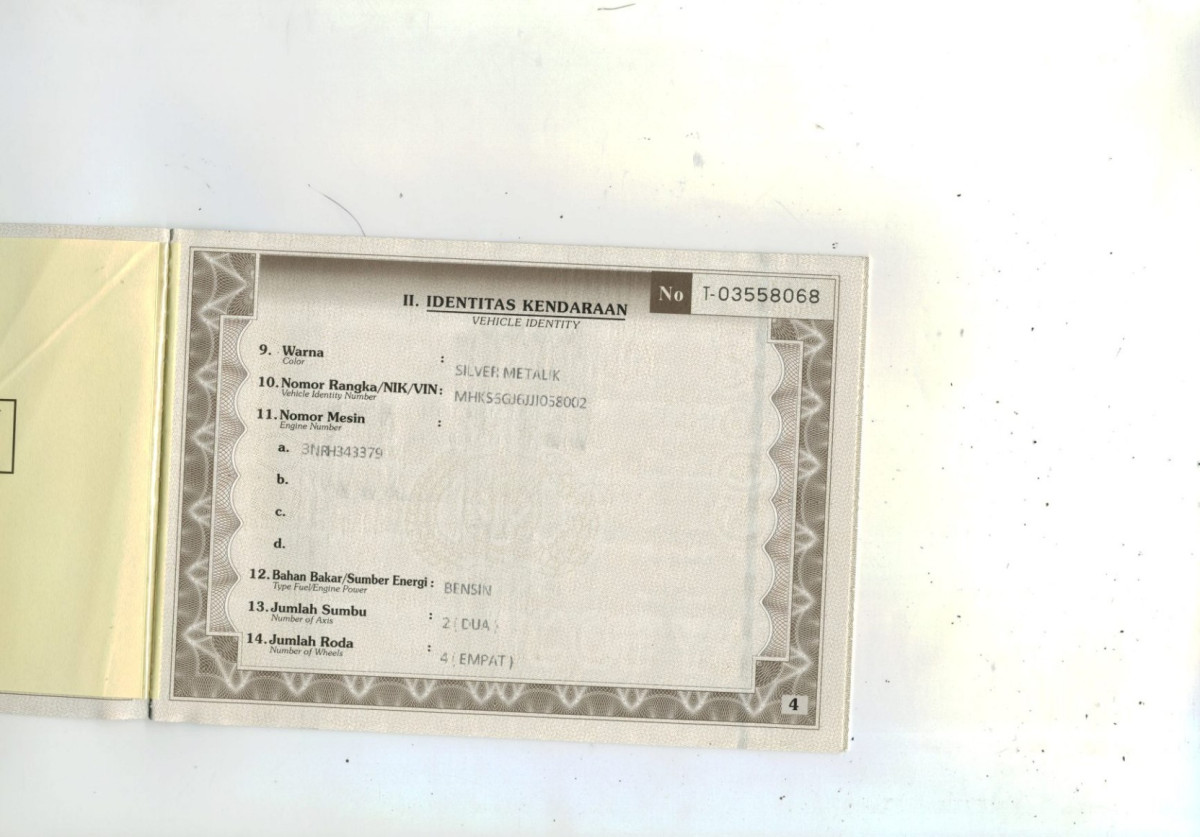 No T-03558068
II. IDENTITAS KENDARAAN
VEHICLE IDENTITY
9. Warna : SILVER METALIK
Color
10. Nomor Rangka/NIK/VIN : MHKS6GJ6JJJ058002
Vehicle Identity Number
11. Nomor Mesin :
Engine Number
a. 3NRH343379
b.
c.
d.
12. Bahan Bakar/Sumber Energi : BENSIN
Type Fuel/Engine Power
13. Jumlah Sumbu : 2 ( DUA )
Number of Axis
14. Jumlah Roda : 4 ( EMPAT )
Number of Wheels
4